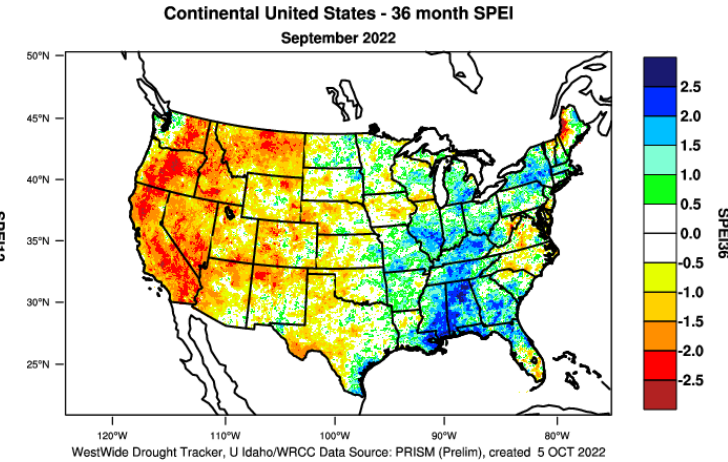 Continental United States - 36 month SPEI
September 2022
50°N
45°N
40°N
35°N
30°N
25°N
120°W
110°W
100°W
90°W
80°W
2.5
2.0
1.5
1.0
0.5
0.0
-0.5
-1.0
-1.5
-2.0
-2.5
SPEI36
WestWide Drought Tracker, U Idaho/WRCC Data Source: PRISM (Prelim), created 5 OCT 2022